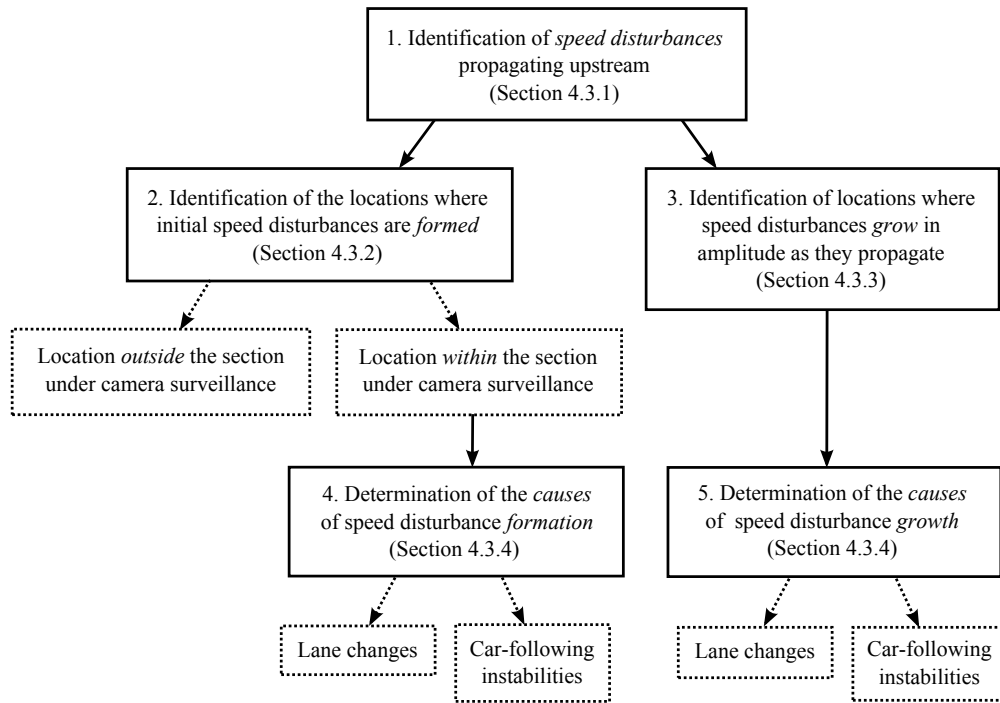 1. Identification of speed disturbances
propagating upstream
(Section 4.3.1)
2. Identification of the locations where
initial speed disturbances are formed
(Section 4.3.2)
3. Identification of locations where
speed disturbances grow in
amplitude as they propagate
(Section 4.3.3)
Location outside the section
under camera surveillance
Location within the section
under camera surveillance
4. Determination of the causes
of speed disturbance formation
(Section 4.3.4)
5. Determination of the causes
of speed disturbance growth
(Section 4.3.4)
Lane changes
Car-following
instabilities
Lane changes
Car-following
instabilities